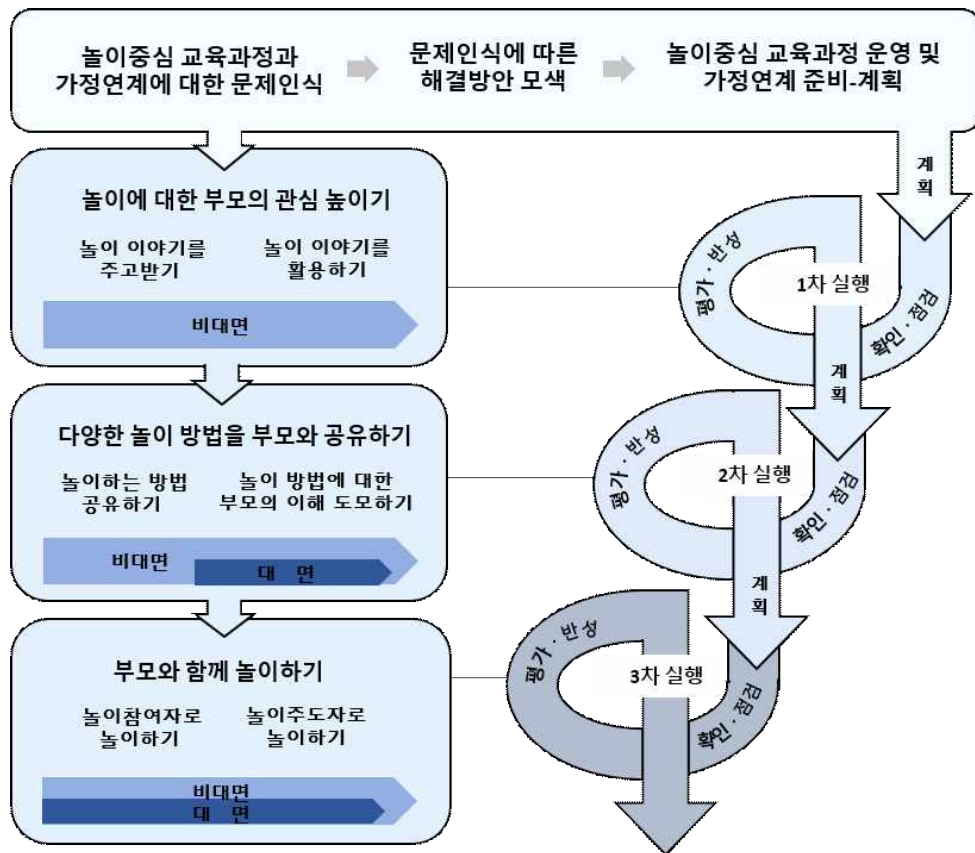 놀이중심 교육과정과
가정연계에 대한 문제인식
문제인식에 따른
해결방안 모색
놀이중심 교육과정 운영 및
가정연계 준비-계획
계획
놀이에 대한 부모의 관심 높이기
놀이 이야기를
주고받기
놀이 이야기를
활용하기
비대면
평가·반성
1차 실행
확인·점검
계획
다양한 놀이 방법을 부모와 공유하기
놀이하는 방법
공유하기
놀이 방법에 대한
부모의 이해 도모하기
비대면
대 면
평가·반성
2차 실행
확인·점검
계획
부모와 함께 놀이하기
놀이참여자로
놀이하기
놀이주도자로
놀이하기
비대면
대 면
평가·반성
3차 실행
확인·점검